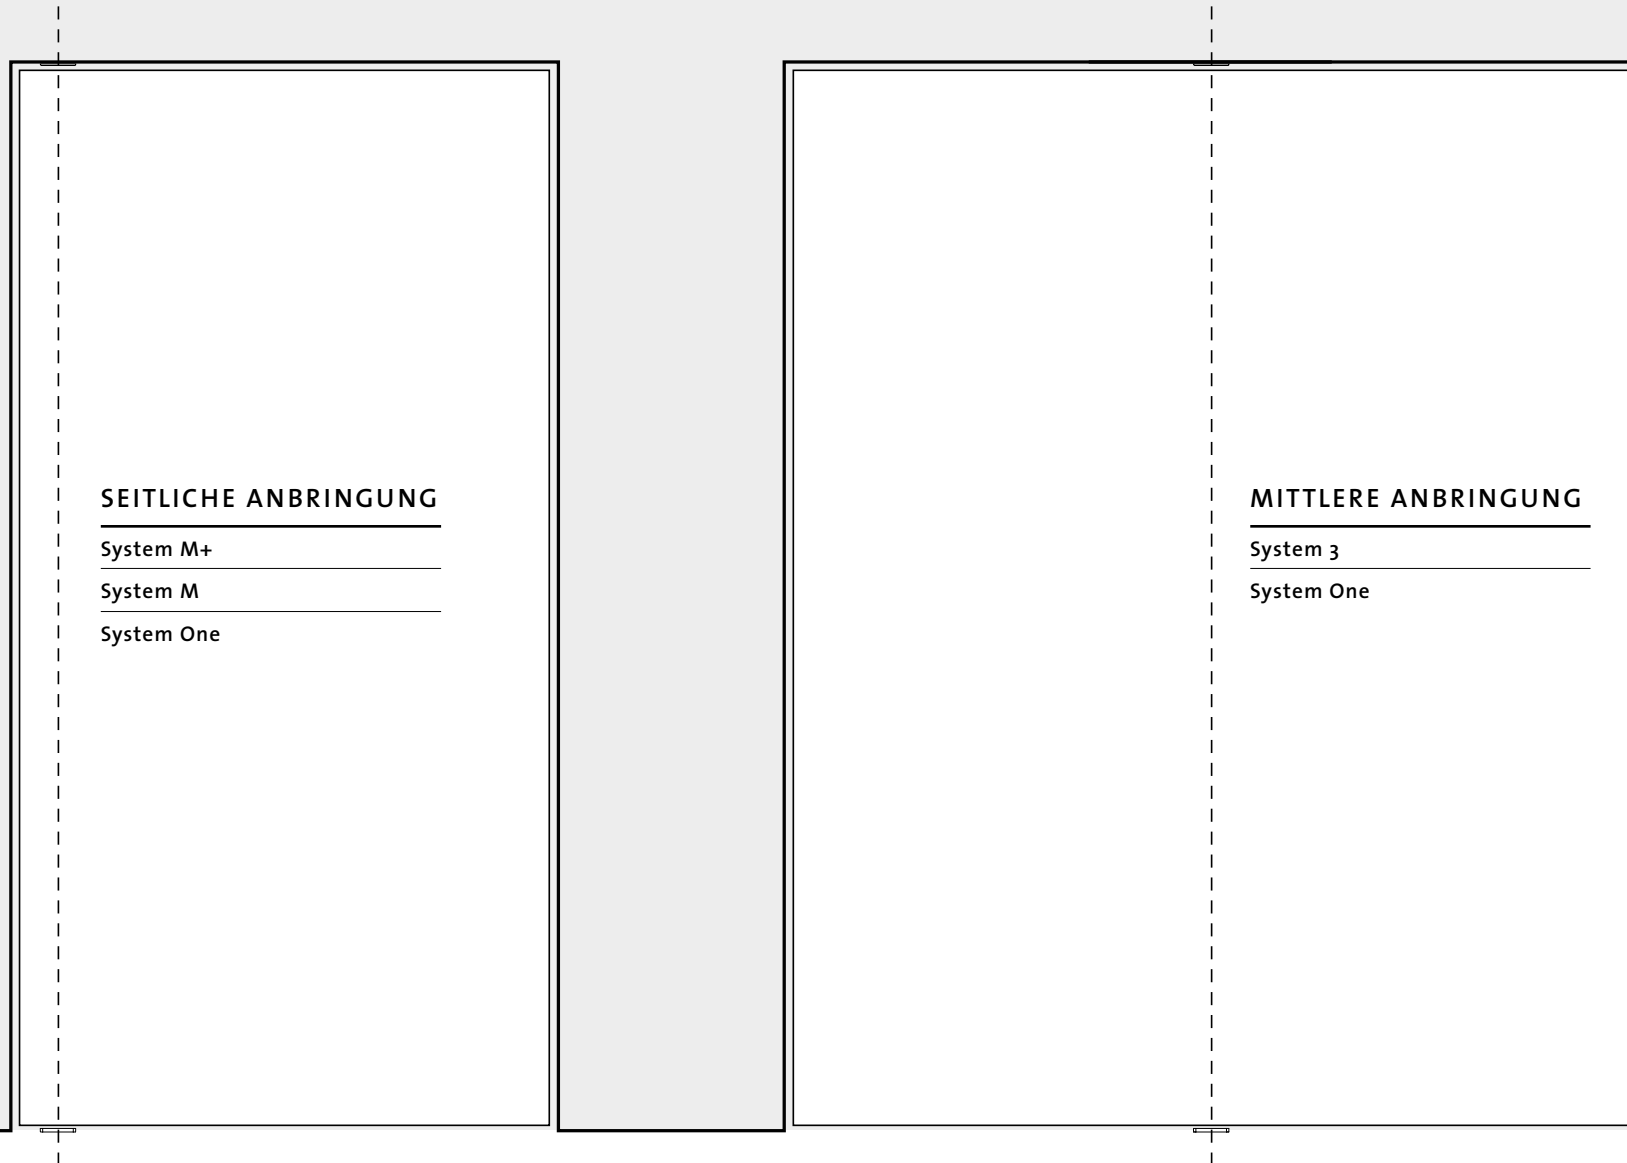 SEITLICHE ANBRINGUNG
System M+
System M
System One
MITTLERE ANBRINGUNG
System 3
System One